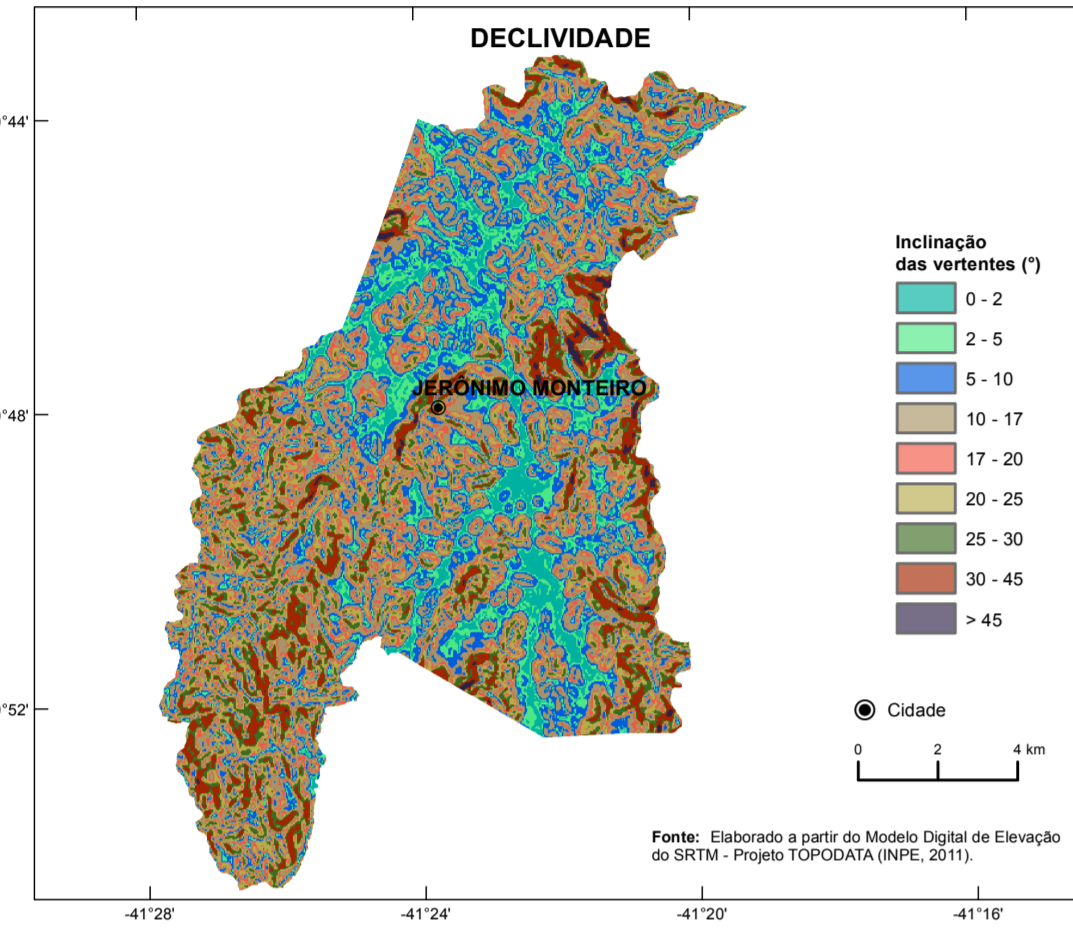 DECLIVIDADE
°44'
Inclinação
das vertentes (°)
0 - 2
2 - 5
5 - 10
10 - 17
17 - 20
20 - 25
25 - 30
30 - 45
> 45
JERÔNIMO MONTEIRO
°48'
°52'
Cidade
0 2 4 km
Fonte: Elaborado a partir do Modelo Digital de Elevação
do SRTM - Projeto TOPODATA (INPE, 2011).
-41°28' -41°24' -41°20' -41°16'